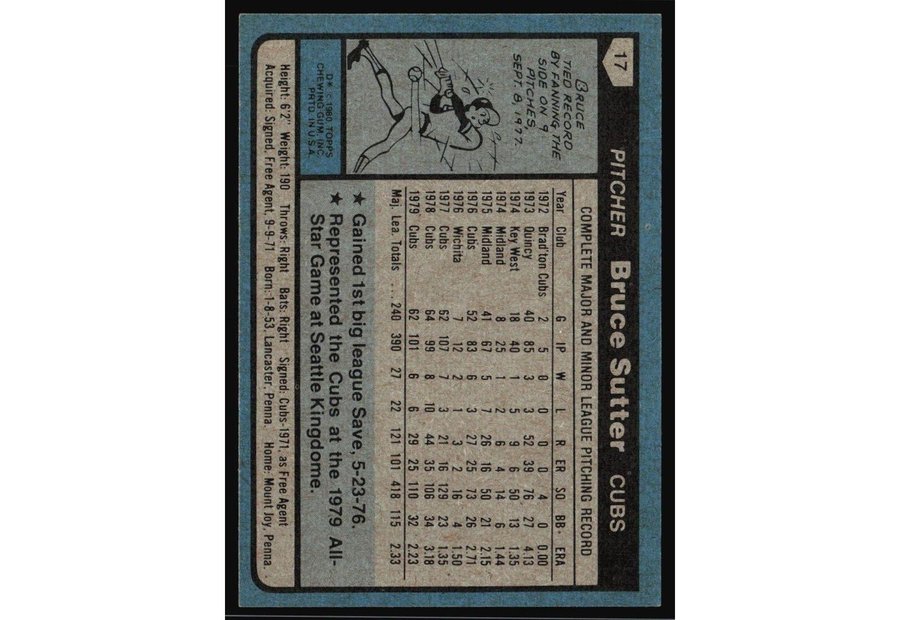 17 PITCHER Bruce Sutter CUBS
BRUCE
TIED RECORD
BY FANNING THE
SIDE ON 9
PITCHES,
SEPT. 8, 1977.
D* © 1980 TOPPS
CHEWING GUM, INC.
PRTD. IN U.S.A.
COMPLETE MAJOR AND MINOR LEAGUE PITCHING RECORD
Year Club G IP W L R ER SO BB ERA
1972 Brad'ton Cubs 2 5 0 0 0 0 4 0 0.00
1973 Quincy 40 85 3 3 52 39 76 27 4.13
1974 Key West 18 40 1 5 9 6 50 13 1.35
1974 Midland 8 25 1 2 6 4 14 6 1.44
1975 Midland 41 67 5 7 26 16 50 21 2.15
1976 Cubs 52 83 6 3 27 25 73 26 2.71
1976 Wichita 7 12 2 1 3 2 16 4 1.50
1977 Cubs 62 107 7 3 21 16 129 23 1.35
1978 Cubs 64 99 8 10 44 35 106 34 3.18
1979 Cubs 62 101 6 6 29 25 110 32 2.23
Maj. Lea. Totals ... 240 390 27 22 121 101 418 115 2.33
★ Gained 1st big league Save, 5-23-76.
★ Represented the Cubs at the 1979 All-
Star Game at Seattle Kingdome.
Height: 6'2" Weight: 190 Throws: Right Bats: Right Signed: Cubs-1971, as Free Agent
Acquired: Signed, Free Agent, 9-9-71 Born: 1-8-53, Lancaster, Penna. Home: Mount Joy, Penna.